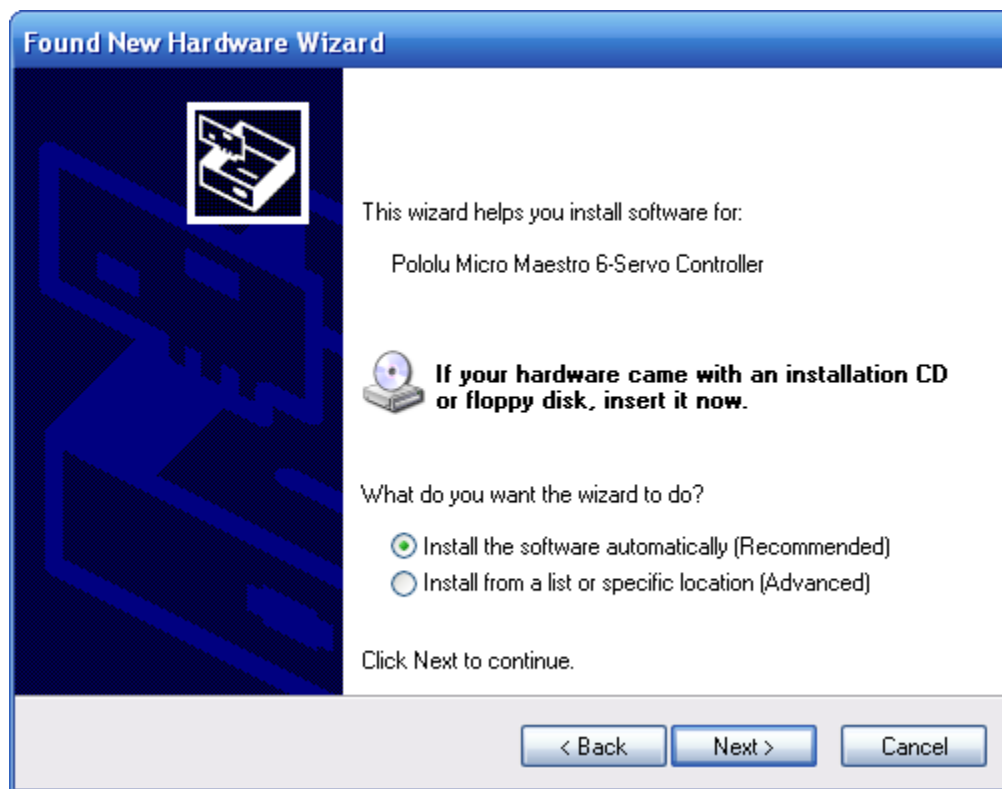 Found New Hardware Wizard
This wizard helps you install software for:
Pololu Micro Maestro 6-Servo Controller
If your hardware came with an installation CD
or floppy disk, insert it now.
What do you want the wizard to do?
Install the software automatically (Recommended)
Install from a list or specific location (Advanced)
Click Next to continue.
< Back Next > Cancel